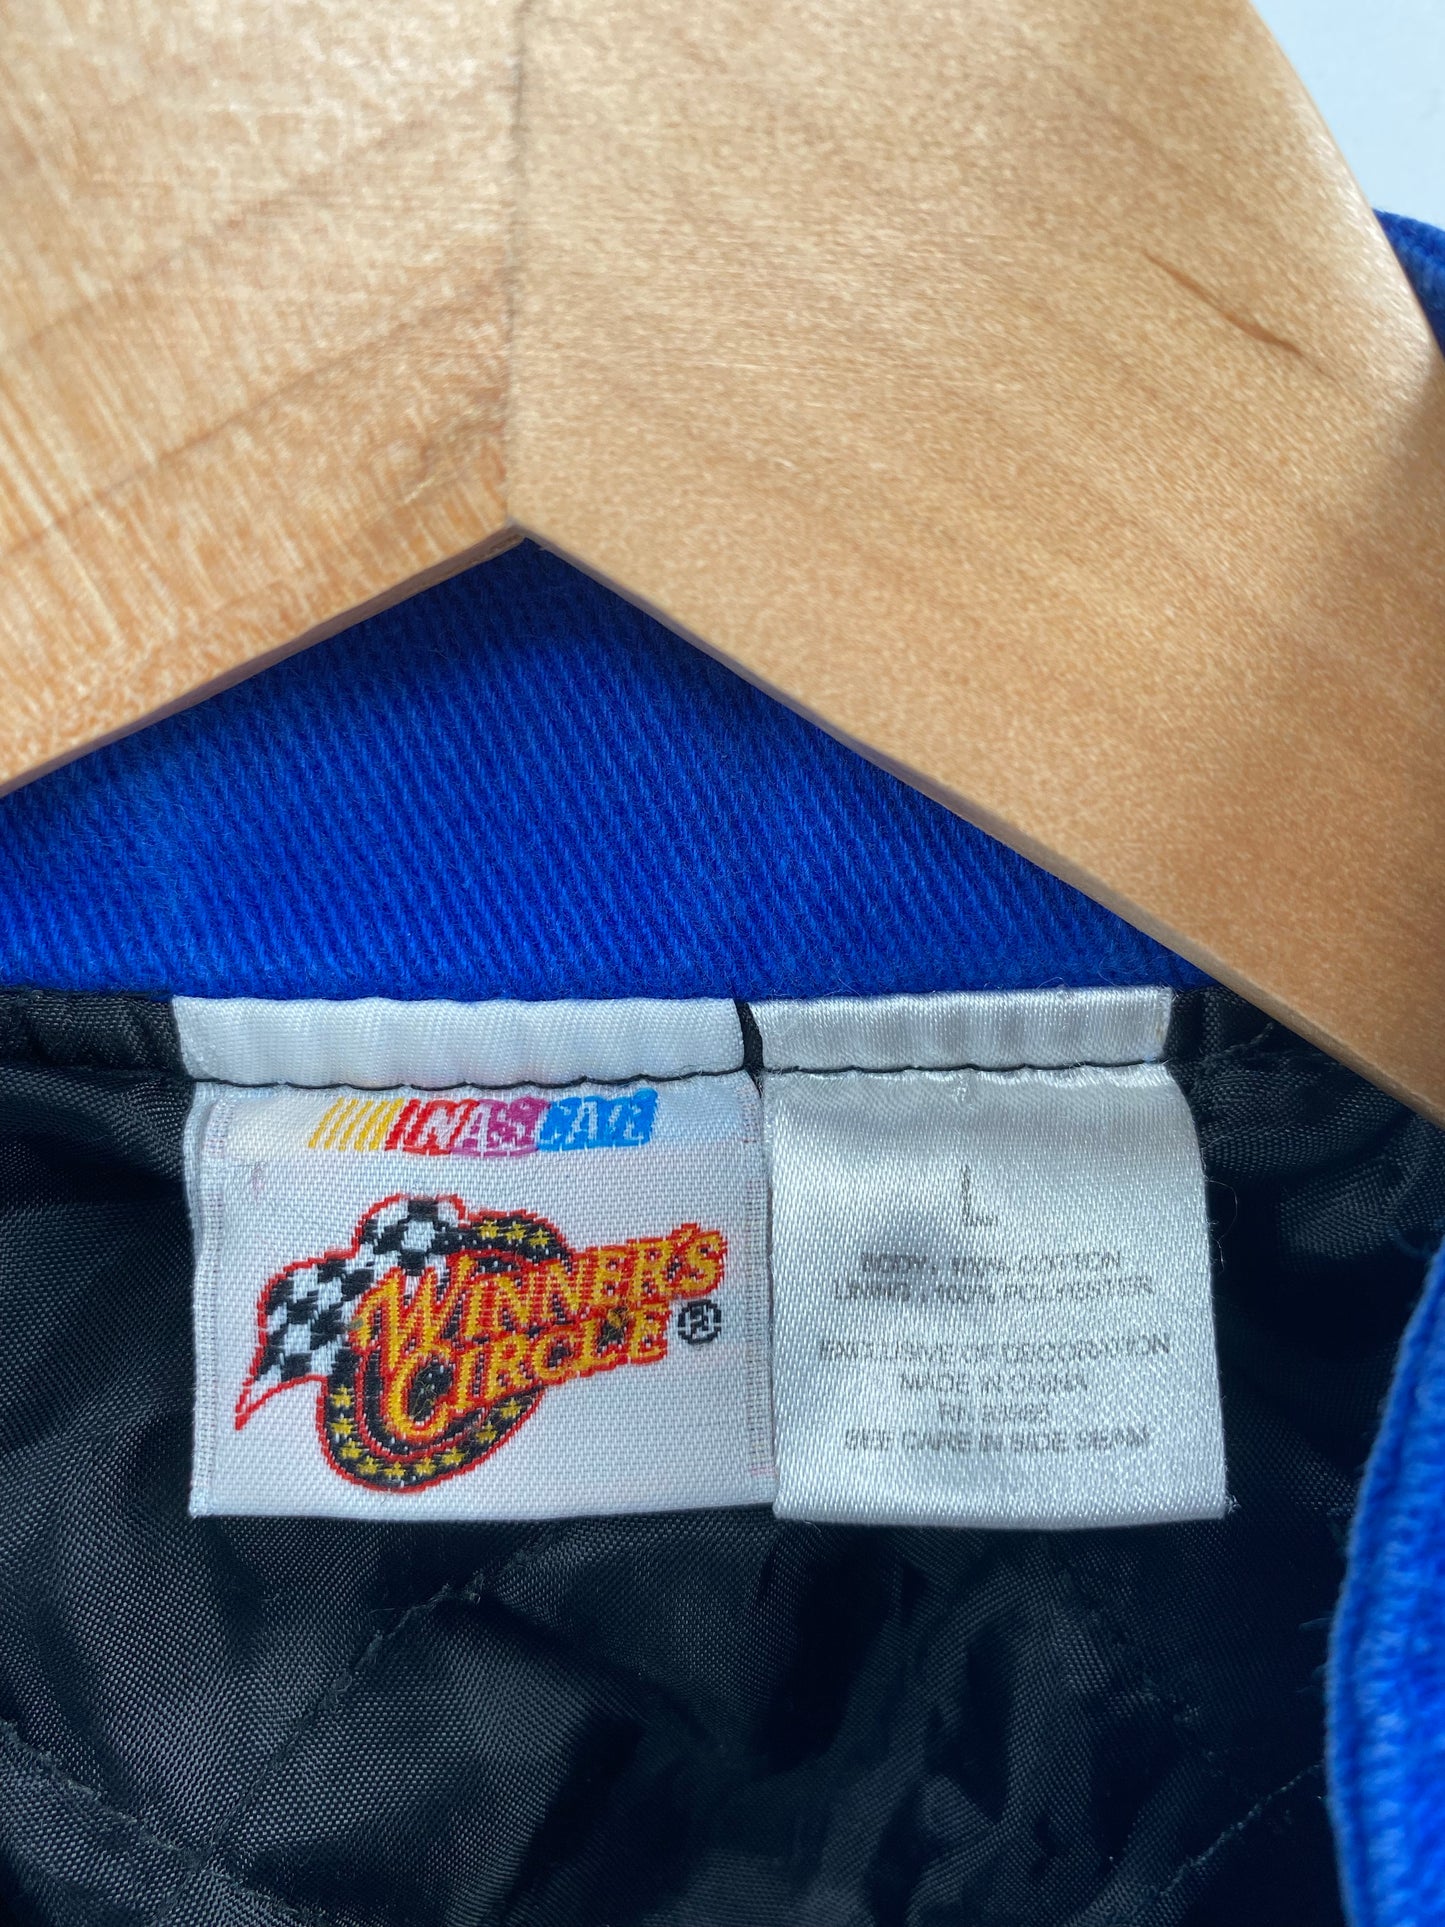 NASCAR
WINNER'S
CIRCLE ®
L
BODY: 100% COTTON
LINING: 100% POLYESTER
EXCLUSIVE OF DECORATION
MADE IN CHINA
RN
SEE CARE IN SIDE SEAM